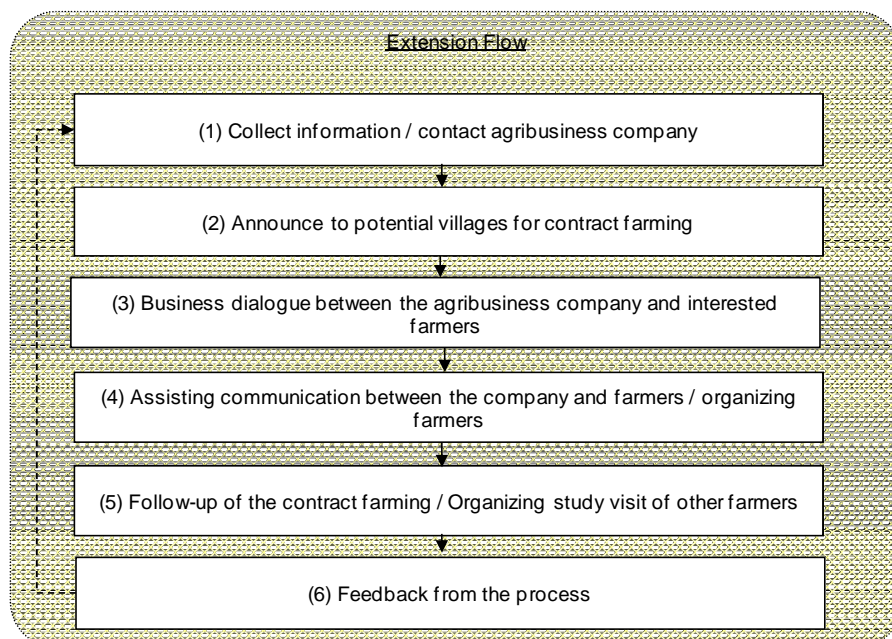 Extension Flow
(1) Collect information / contact agribusiness company
(2) Announce to potential villages for contract farming
(3) Business dialogue between the agribusiness company and interested
farmers
(4) Assisting communication between the company and farmers / organizing
farmers
(5) Follow-up of the contract farming / Organizing study visit of other farmers
(6) Feedback from the process